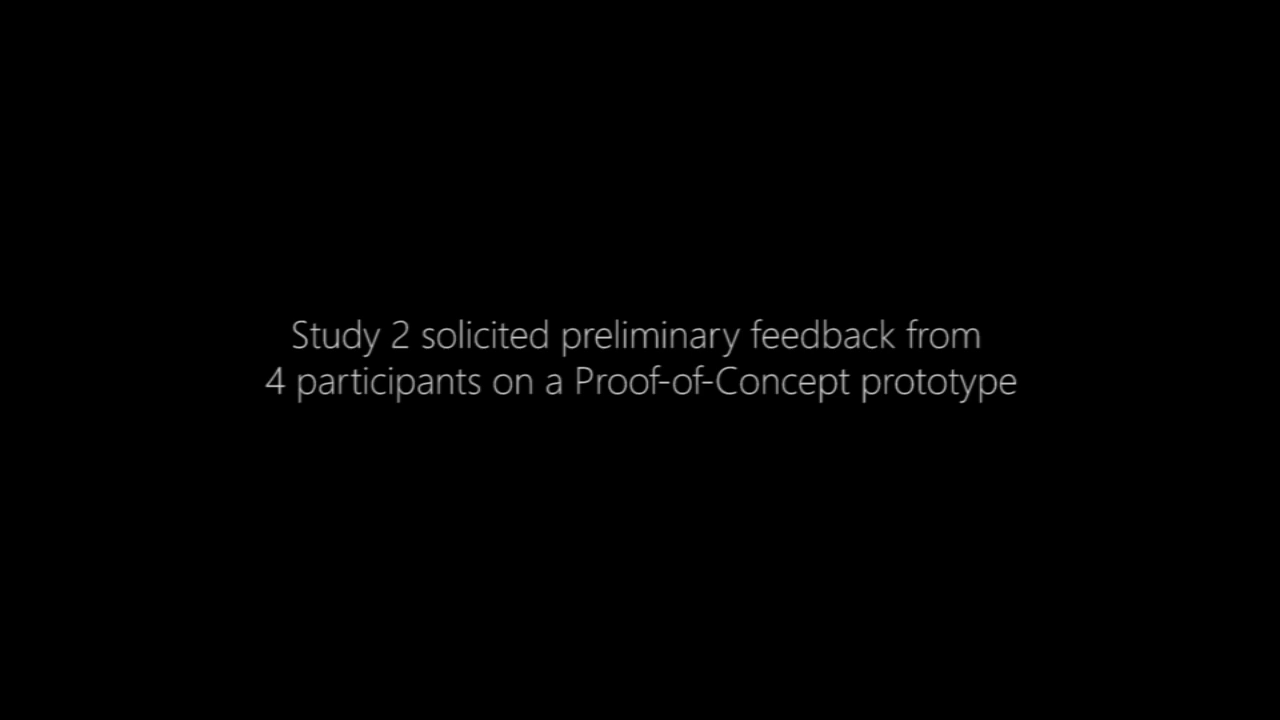 Study 2 solicited preliminary feedback from
4 participants on a Proof-of-Concept prototype